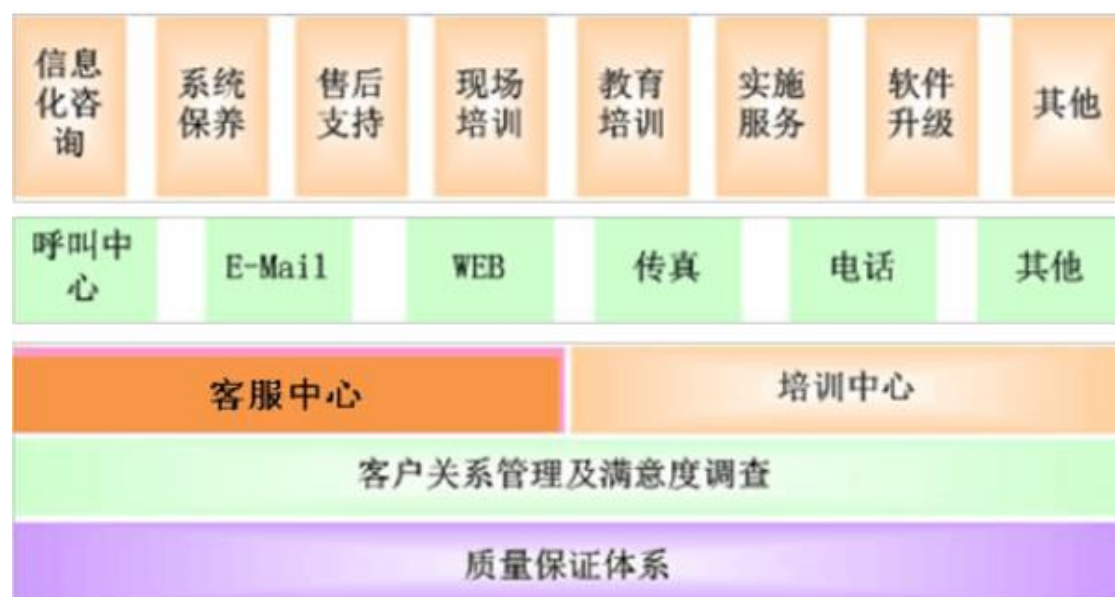 信息
化咨
询
系统
保养
售后
支持
现场
培训
教育
培训
实施
服务
软件
升级
其他
呼叫中
心
E-Mail
WEB
传真
电话
其他
客服中心
培训中心
客户关系管理及满意度调查
质量保证体系